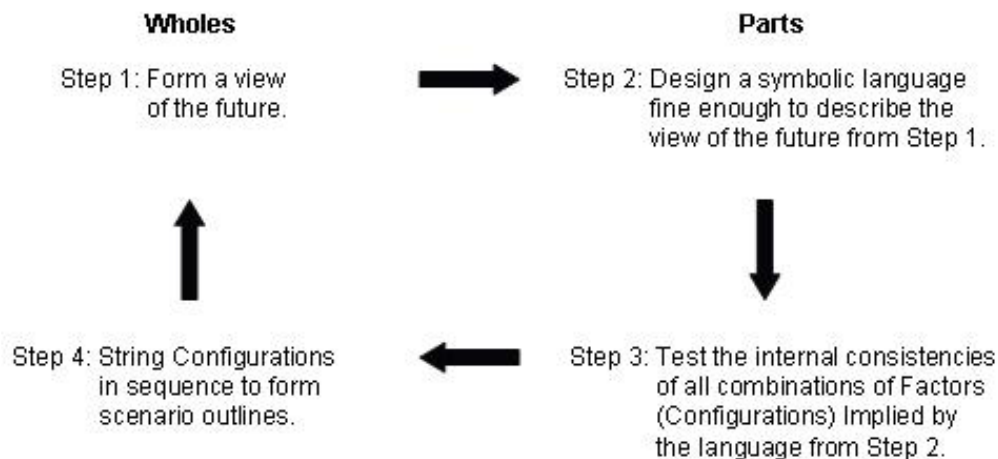 Wholes
Parts
Step 1: Form a view
of the future.
Step 2: Design a symbolic language
fine enough to describe the
view of the future from Step 1.
Step 4: String Configurations
in sequence to form
scenario outlines.
Step 3: Test the internal consistencies
of all combinations of Factors
(Configurations) Implied by
the language from Step 2.